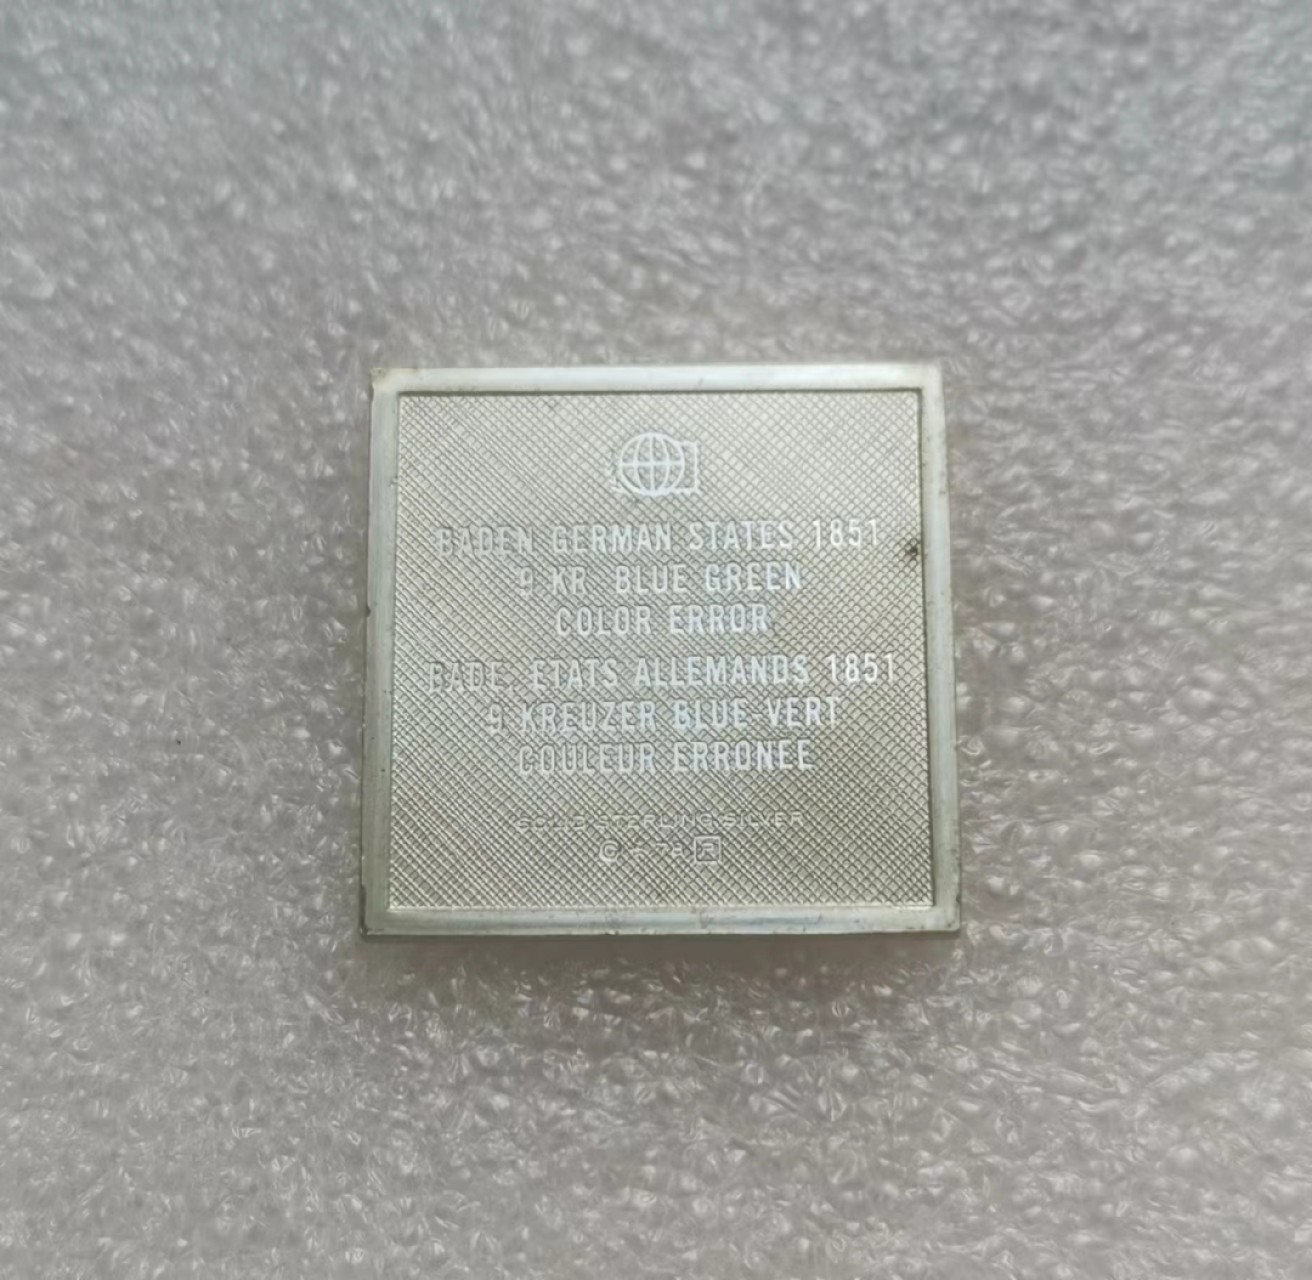 BADEN GERMAN STATES 1851
9 KR. BLUE GREEN
COLOR ERROR
BADE, ETATS ALLEMANDS 1851
9 KREUZER BLUE-VERT
COULEUR ERRONEE
SOLID STERLING SILVER
© 78 R